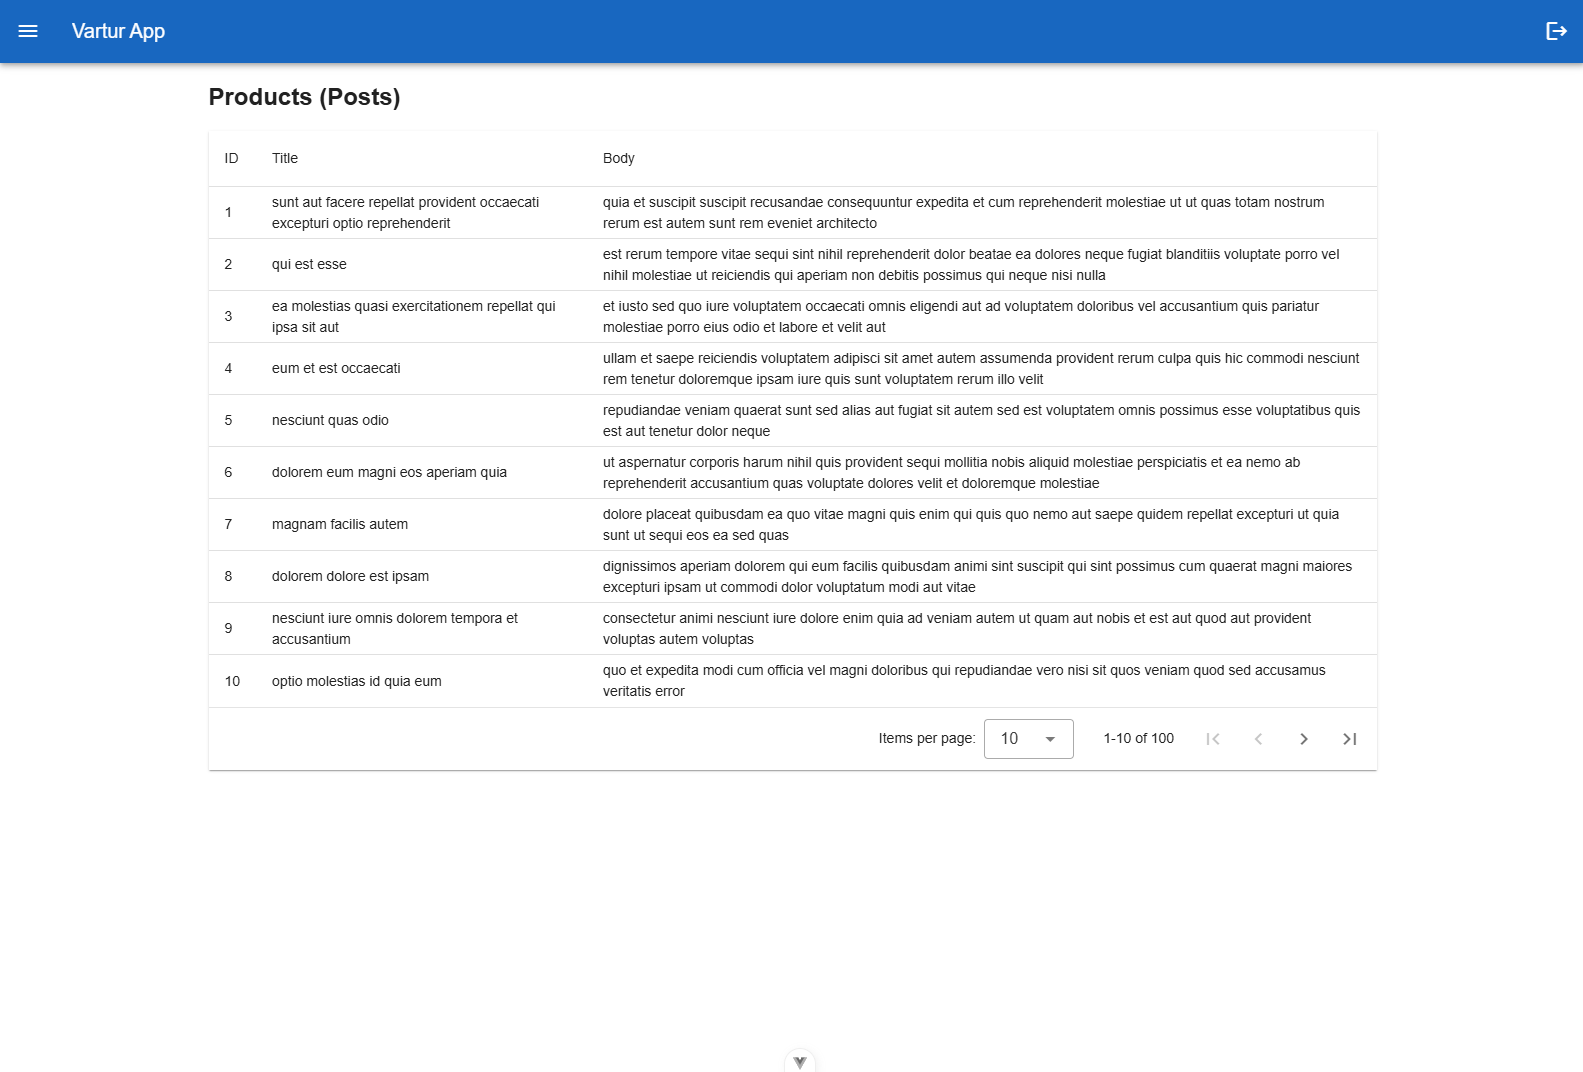 Vartur App
Products (Posts)
ID Title Body
1 sunt aut facere repellat provident occaecati excepturi optio reprehenderit
quia et suscipit suscipit recusandae consequuntur expedita et cum reprehenderit molestiae ut ut quas totam nostrum
rerum est autem sunt rem eveniet architecto
2 qui est esse
est rerum tempore vitae sequi sint nihil reprehenderit dolor beatae ea dolores neque fugiat blanditiis voluptate porro vel
nihil molestiae ut reiciendis qui aperiam non debitis possimus qui neque nisi nulla
3 ea molestias quasi exercitationem repellat qui
ipsa sit aut
et iusto sed quo iure voluptatem occaecati omnis eligendi aut ad voluptatem doloribus vel accusantium quis pariatur
molestiae porro eius odio et labore et velit aut
4 eum et est occaecati
ullam et saepe reiciendis voluptatem adipisci sit amet autem assumenda provident rerum culpa quis hic commodi nesciunt
rem tenetur doloremque ipsam iure quis sunt voluptatem rerum illo velit
5 nesciunt quas odio
repudiandae veniam quaerat sunt sed alias aut fugiat sit autem sed est voluptatem omnis possimus esse voluptatibus quis
est aut tenetur dolor neque
6 dolorem eum magni eos aperiam quia
ut aspernatur corporis harum nihil quis provident sequi mollitia nobis aliquid molestiae perspiciatis et ea nemo ab
reprehenderit accusantium quas voluptate dolores velit et doloremque molestiae
7 magnam facilis autem
dolore placeat quibusdam ea quo vitae magni quis enim qui quis quo nemo aut saepe quidem repellat excepturi ut quia
sunt ut sequi eos ea sed quas
8 dolorem dolore est ipsam
dignissimos aperiam dolorem qui eum facilis quibusdam animi sint suscipit qui sint possimus cum quaerat magni maiores
excepturi ipsam ut commodi dolor voluptatum modi aut vitae
9 nesciunt iure omnis dolorem tempora et
accusantium
consectetur animi nesciunt iure dolore enim quia ad veniam autem ut quam aut nobis et est aut quod aut provident
voluptas autem voluptas
10 optio molestias id quia eum
quo et expedita modi cum officia vel magni doloribus qui repudiandae vero nisi sit quos veniam quod sed accusamus
veritatis error
Items per page: 10 1-10 of 100